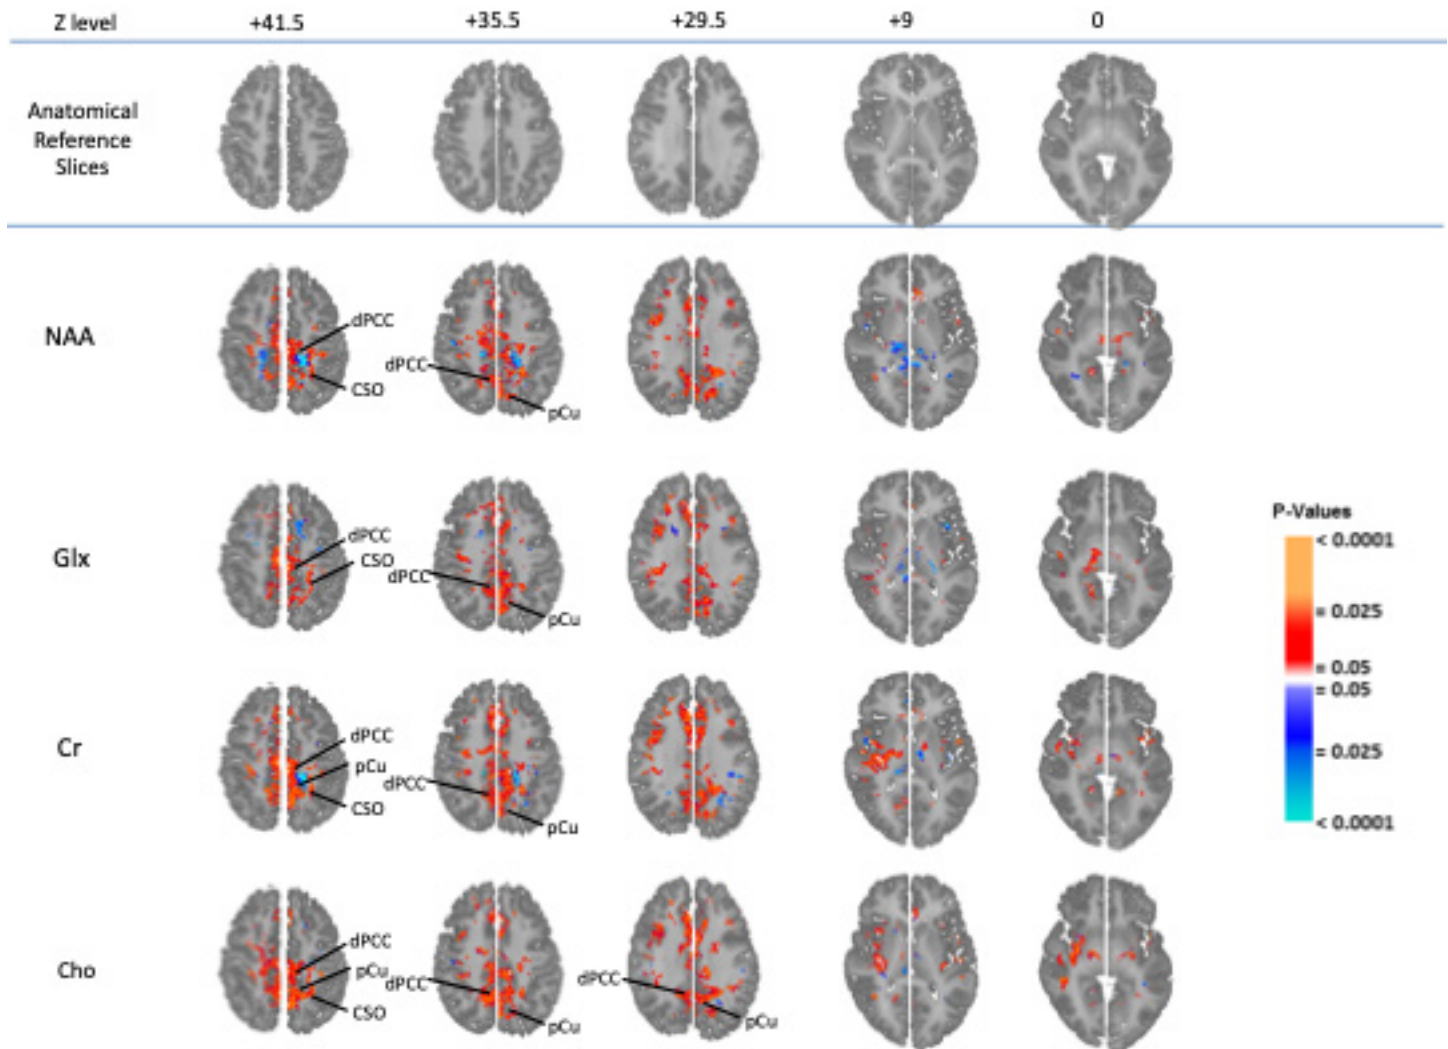 Z level +41.5 +35.5 +29.5 +9 0
Anatomical
Reference
Slices
NAA
dPCC
CSO
dPCC
pCu
Glx
dPCC
CSO
dPCC
pCu
Cr
dPCC
pCu
CSO
dPCC
pCu
Cho
dPCC
pCu
CSO
dPCC
pCu
dPCC
pCu
P-Values
< 0.0001
= 0.025
= 0.05
= 0.05
= 0.025
< 0.0001